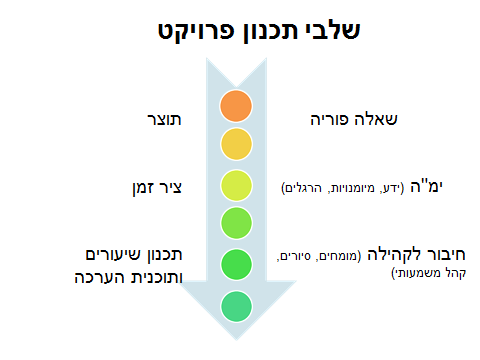 שלבי תכנון פרויקט
שאלה פוריה
תוצר
ימ"ה (ידע, מיומנויות, הרגלים)
ציר זמן
חיבור לקהילה (מומחים, סיורים,
קהל משמעותי)
תכנון שיעורים
ותוכנית הערכה